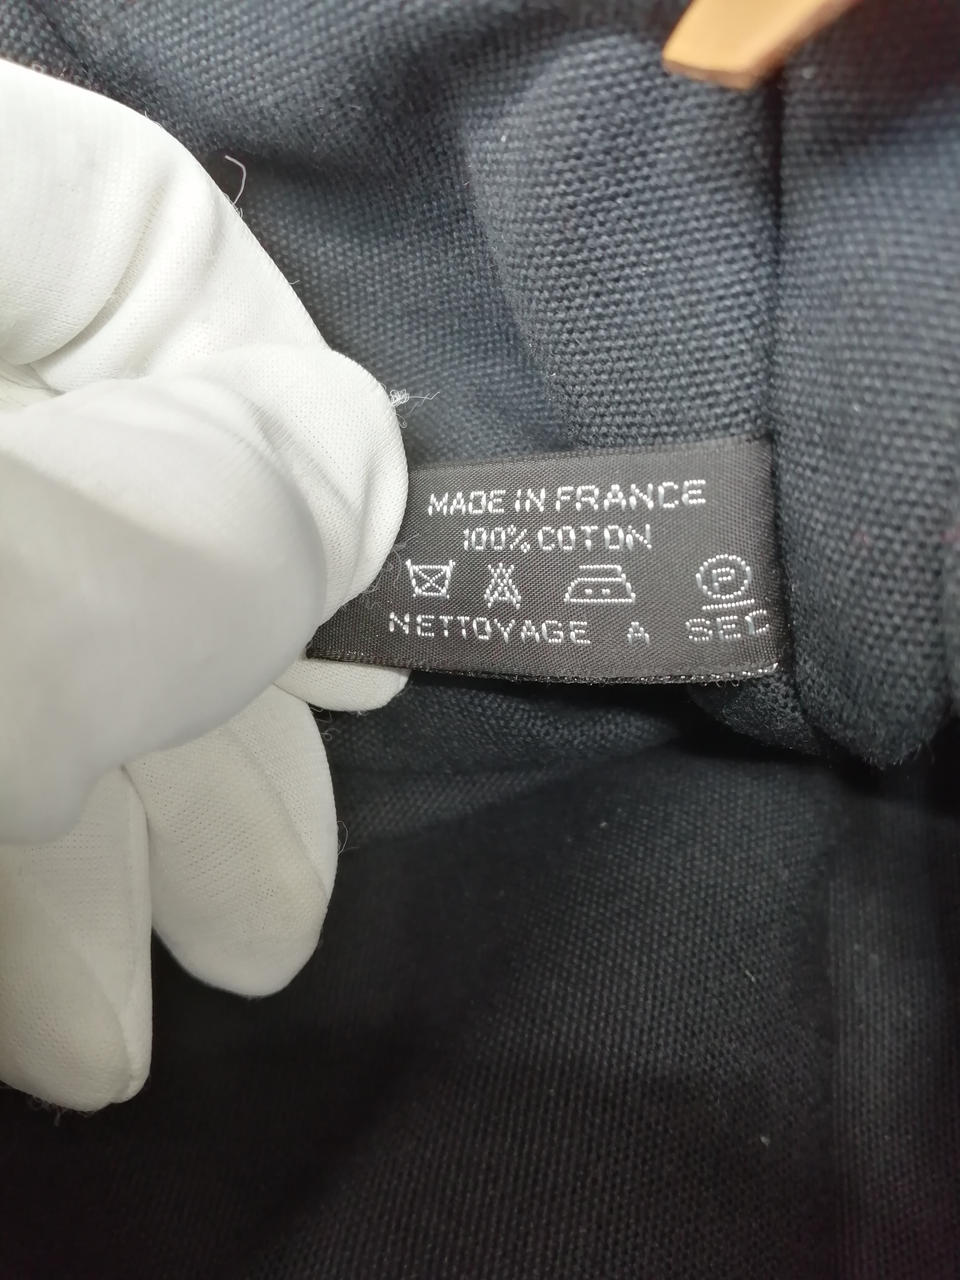 MADE IN FRANCE
100% COTON
P
NETTOYAGE A SEC